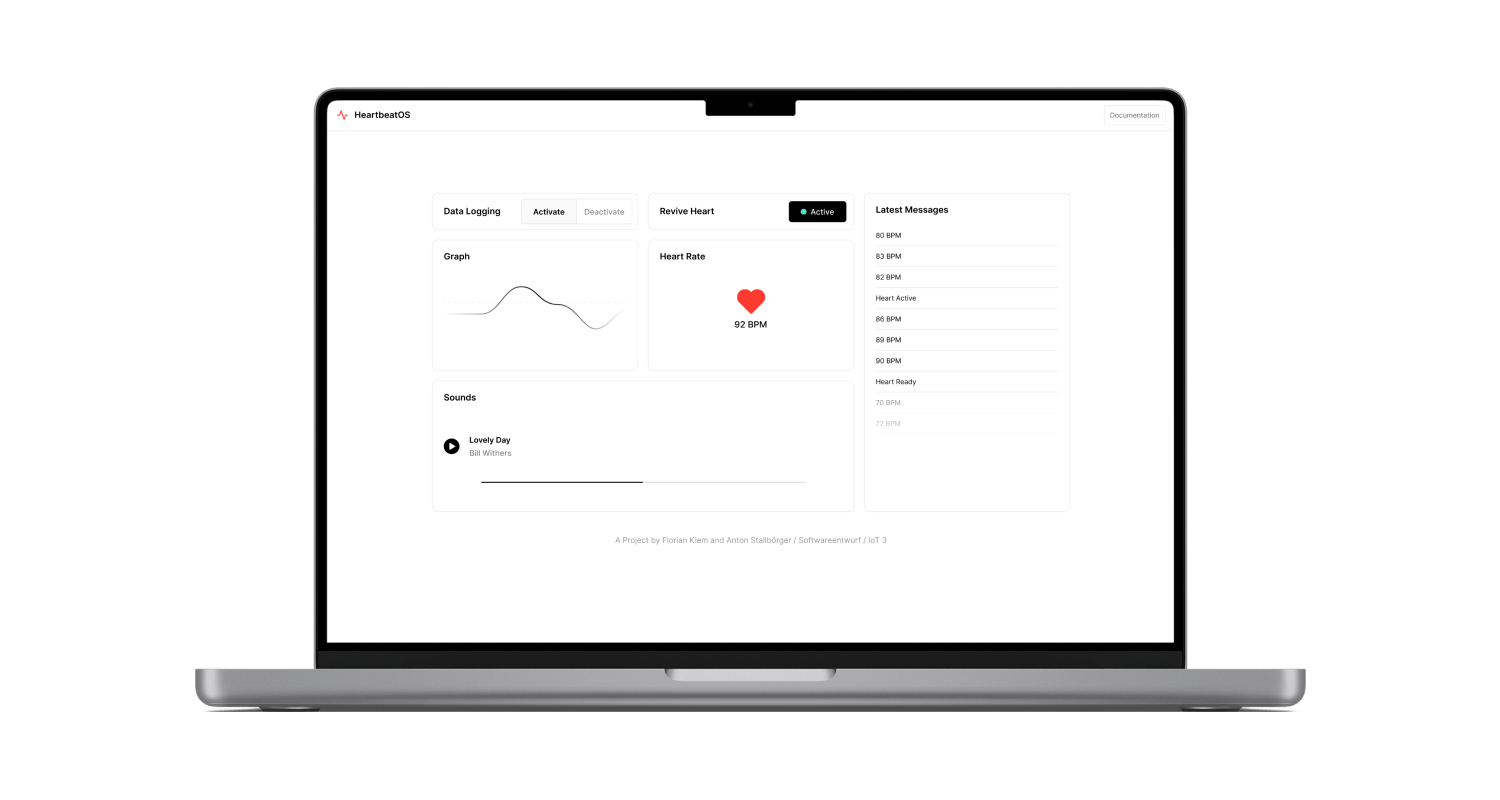 HeartbeatOS
Documentation
Data Logging
Activate
Deactivate
Revive Heart
Active
Latest Messages
80 BPM
83 BPM
82 BPM
Heart Active
86 BPM
89 BPM
90 BPM
Heart Ready
70 BPM
72 BPM
Graph
Heart Rate
92 BPM
Sounds
Lovely Day
Bill Withers
A Project by Florian Kiem and Anton Stallbörger / Softwareentwurf / IoT 3